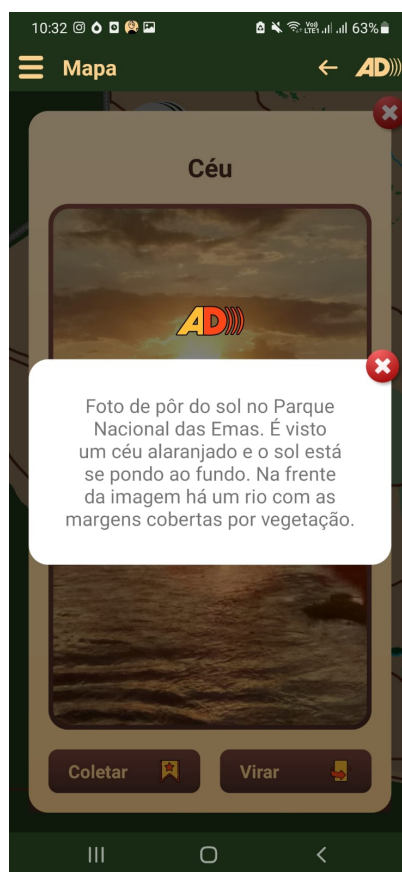 10:32 Vo) LTE1 63%
Mapa AD)))
Céu
AD)))
Foto de pôr do sol no Parque
Nacional das Emas. É visto
um céu alaranjado e o sol está
se pondo ao fundo. Na frente
da imagem há um rio com as
margens cobertas por vegetação.
Coletar Virar